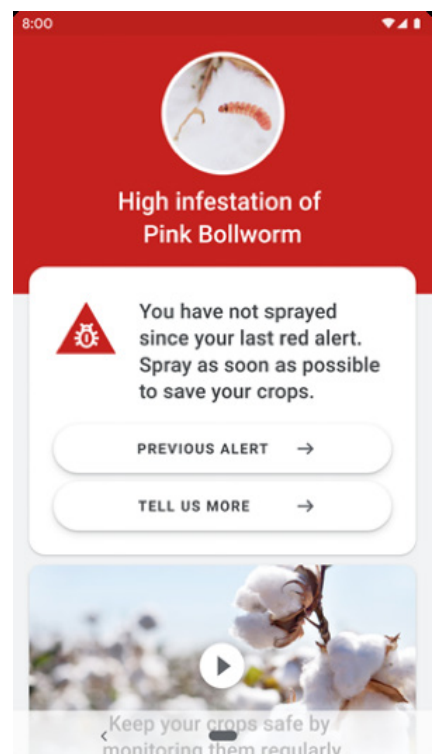 8:00
High infestation of
Pink Bollworm
You have not sprayed
since your last red alert.
Spray as soon as possible
to save your crops.
PREVIOUS ALERT →
TELL US MORE →
Keep your crops safe by
monitoring them regularly